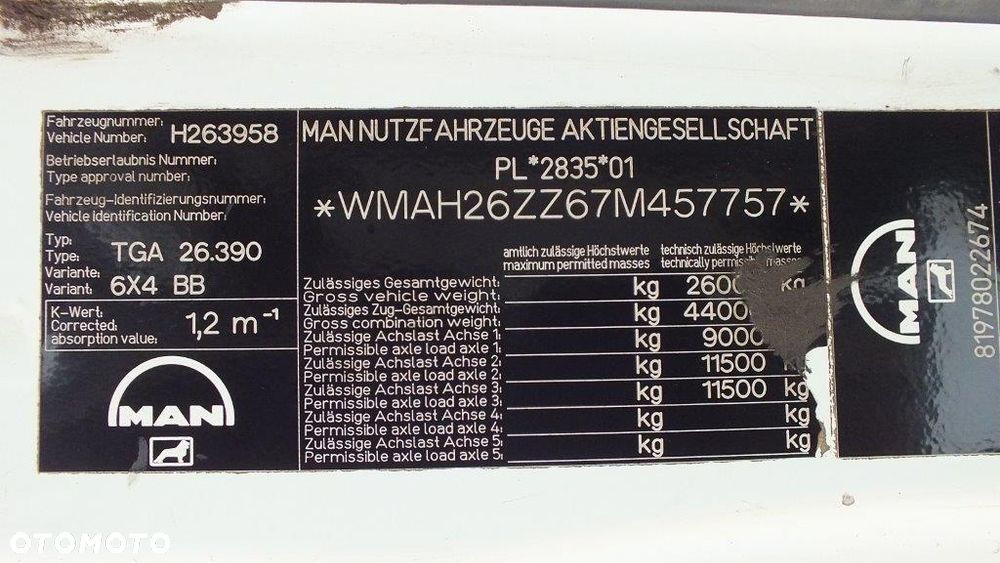 Fahrzeugnummer:
Vehicle Number: H263958
Betriebserlaubnis Nummer:
Type approval number:
Fahrzeug-Identifizierungsnummer
Vehicle Identification Number:
Typ:
Type: TGA 26.390
Variante:
Variant: 6X4 BB
K-Wert:
Corrected
absorption value: 1,2 m⁻¹
MAN
MAN NUTZFAHRZEUGE AKTIENGESELLSCHAFT
PL*2835*01
*WMAH26ZZ67M457757*
amtlich zulässige Höchstwerte technisch zulässige Höchstwerte
maximum permitted masses technically permissible masses
Zulässiges Gesamtgewicht:
Gross vehicle weight: kg 2600 kg
Zulässiges Zug-Gesamtgewicht:
Gross combination weight: kg 4400
Zulässige Achslast Achse 1:
Permissible axle load axle 1: kg 9000
Zulässige Achslast Achse 2:
Permissible axle load axle 2: kg 11500
Zulässige Achslast Achse 3:
Permissible axle load axle 3: kg 11500 kg
Zulässige Achslast Achse 4:
Permissible axle load axle 4: kg kg
Zulässige Achslast Achse 5:
Permissible axle load axle 5: kg kg
MAN
81978022674
OTOMOTO